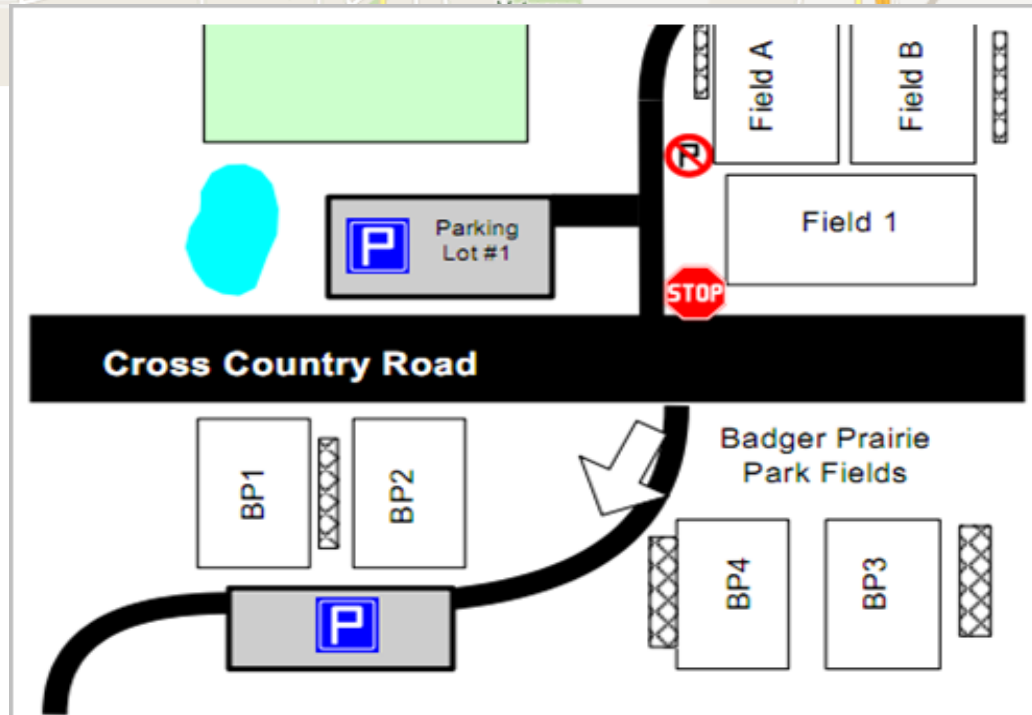 Field A
Field B
P
Field 1
P
Parking
Lot #1
STOP
Cross Country Road
BP1
BP2
Badger Prairie
Park Fields
BP4
BP3
P